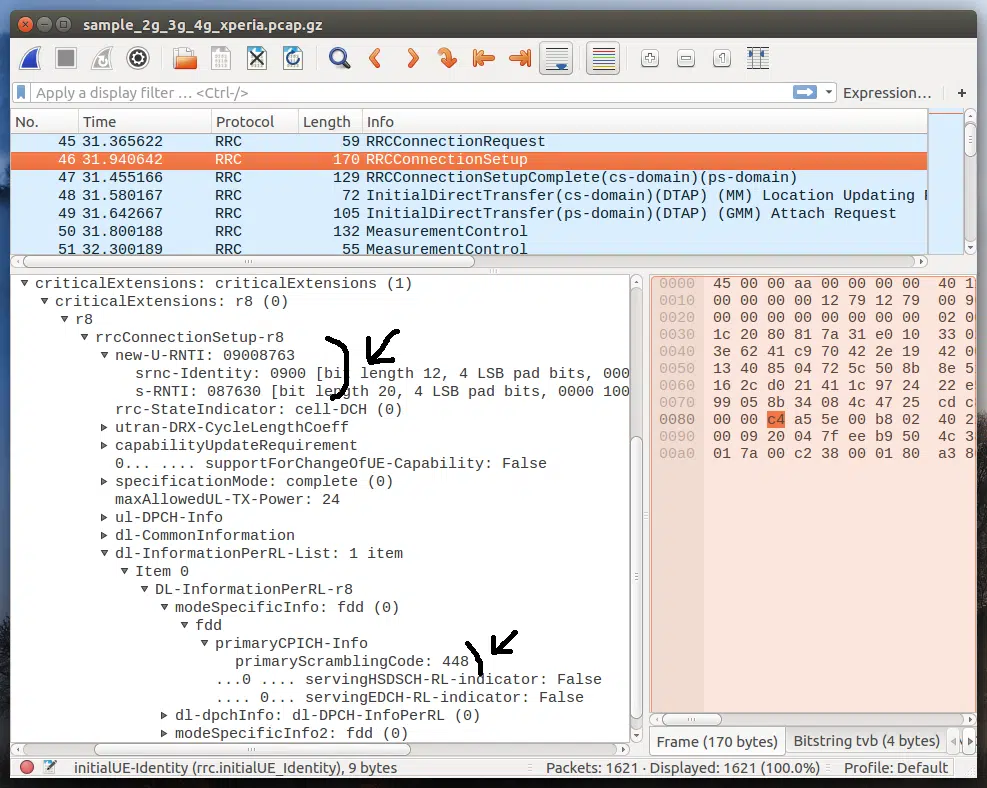 sample_2g_3g_4g_xperia.pcap.gz
Apply a display filter … <Ctrl-/> Expression… +
No. Time Protocol Length Info
45 31.365622 RRC 59 RRCConnectionRequest
46 31.940642 RRC 170 RRCConnectionSetup
47 31.455166 RRC 129 RRCConnectionSetupComplete(cs-domain)(ps-domain)
48 31.580167 RRC 72 InitialDirectTransfer(cs-domain)(DTAP) (MM) Location Updating
49 31.642667 RRC 105 InitialDirectTransfer(ps-domain)(DTAP) (GMM) Attach Request
50 31.800188 RRC 132 MeasurementControl
51 32.300189 RRC 55 MeasurementControl
criticalExtensions: criticalExtensions (1)
criticalExtensions: r8 (0)
r8
rrcConnectionSetup-r8
new-U-RNTI: 09008763
srnc-Identity: 0900 [bit length 12, 4 LSB pad bits, 000
s-RNTI: 087630 [bit length 20, 4 LSB pad bits, 0000 100
rrc-StateIndicator: cell-DCH (0)
utran-DRX-CycleLengthCoeff
capabilityUpdateRequirement
0... .... supportForChangeOfUE-Capability: False
specificationMode: complete (0)
maxAllowedUL-TX-Power: 24
ul-DPCH-Info
dl-CommonInformation
dl-InformationPerRL-List: 1 item
Item 0
DL-InformationPerRL-r8
modeSpecificInfo: fdd (0)
fdd
primaryCPICH-Info
primaryScramblingCode: 448
...0 .... servingHSDSCH-RL-indicator: False
.... 0... servingEDCH-RL-indicator: False
dl-dpchInfo: dl-DPCH-InfoPerRL (0)
modeSpecificInfo2: fdd (0)
0000 45 00 00 aa 00 00 00 00 40 1
0010 00 00 00 00 12 79 12 79 00 9
0020 00 00 00 00 00 00 00 00 02 0
0030 1c 20 80 81 7a 31 e0 10 33 0
0040 3e 62 41 c9 70 42 2e 19 42 0
0050 13 40 85 04 72 5c 50 8b 8e 5
0060 16 2c d0 21 41 1c 97 24 22 e
0070 99 05 8b 34 08 4c 47 25 cd c
0080 00 00 c4 a5 5e 00 b8 02 40 2
0090 00 09 20 04 7f ee b9 50 4c 3
00a0 01 7a 00 c2 38 00 01 80 a3 8
Frame (170 bytes) Bitstring tvb (4 bytes)
initialUE-Identity (rrc.initialUE_Identity), 9 bytes Packets: 1621 · Displayed: 1621 (100.0%) Profile: Default